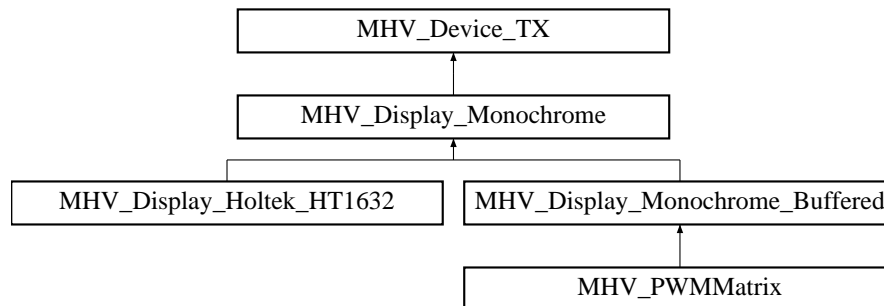 MHV_Device_TX
MHV_Display_Monochrome
MHV_Display_Holtek_HT1632
MHV_Display_Monochrome_Buffered
MHV_PWMMatrix